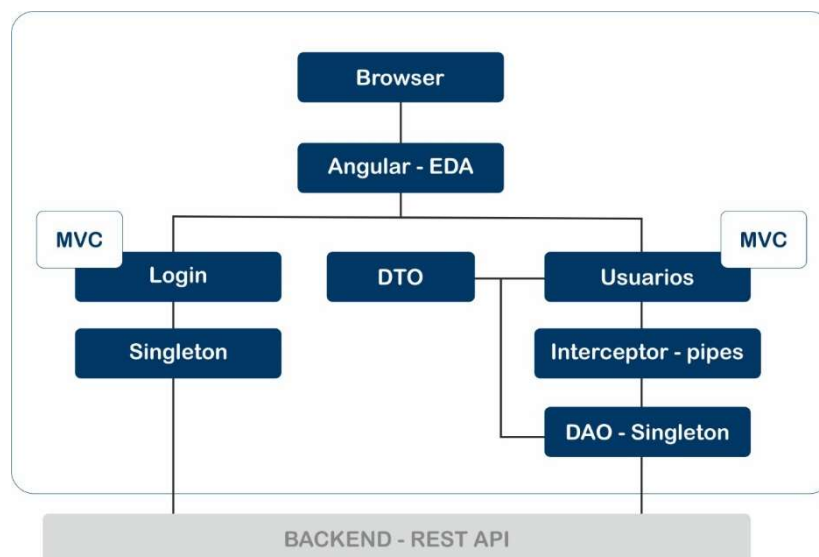 Browser
Angular - EDA
MVC
MVC
Login
DTO
Usuarios
Singleton
Interceptor - pipes
DAO - Singleton
BACKEND - REST API